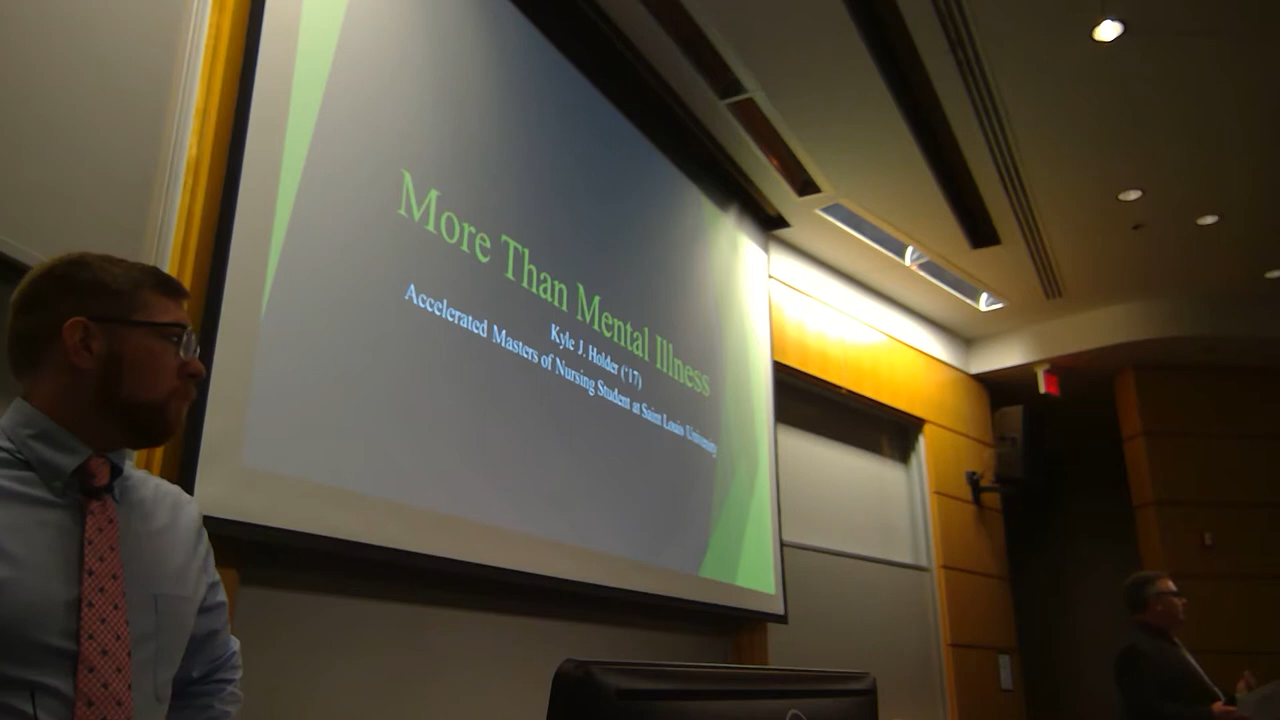 More Than Mental Illness
Kyle J. Holder ('17)
Accelerated Masters of Nursing Student at Saint Louis University